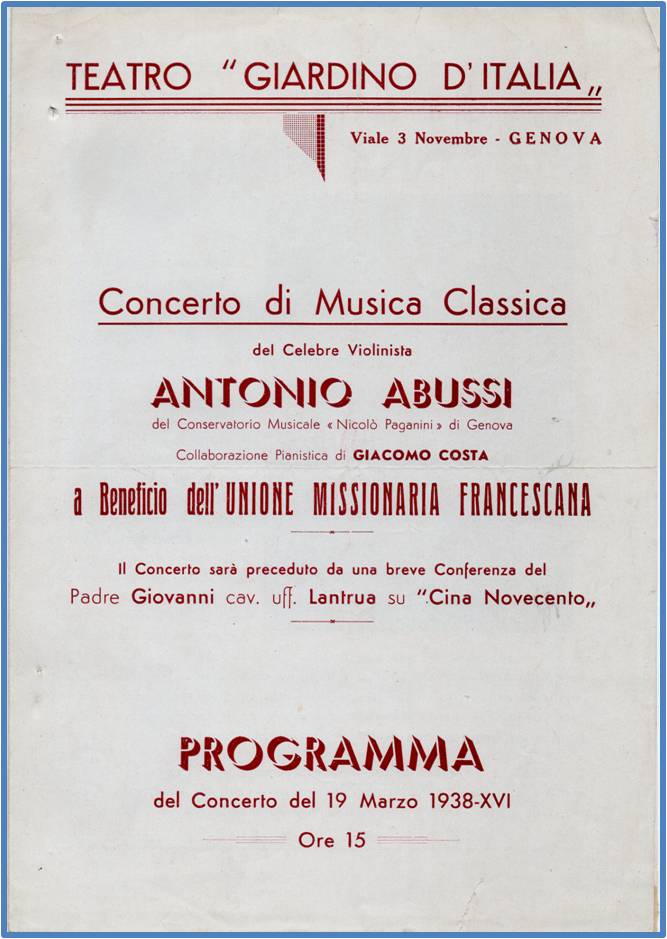 TEATRO “GIARDINO D'ITALIA„
Viale 3 Novembre - GENOVA
Concerto di Musica Classica
del Celebre Violinista
ANTONIO ABUSSI
del Conservatorio Musicale « Nicolò Paganini » di Genova
Collaborazione Pianistica di GIACOMO COSTA
a Beneficio dell'UNIONE MISSIONARIA FRANCESCANA
Il Concerto sarà preceduto da una breve Conferenza del
Padre Giovanni cav. uff. Lantrua su “Cina Novecento„
PROGRAMMA
del Concerto del 19 Marzo 1938-XVI
Ore 15